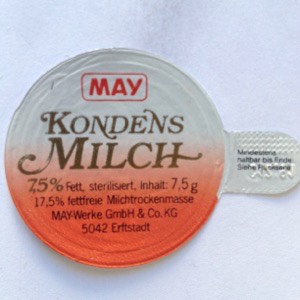 MAY
KONDENS
MILCH
7,5% Fett, sterilisiert, Inhalt: 7,5 g
17,5% fettfreie Milchtrockenmasse
MAY-Werke GmbH & Co. KG
5042 Erftstadt
Mindestens
haltbar bis Ende:
Siehe